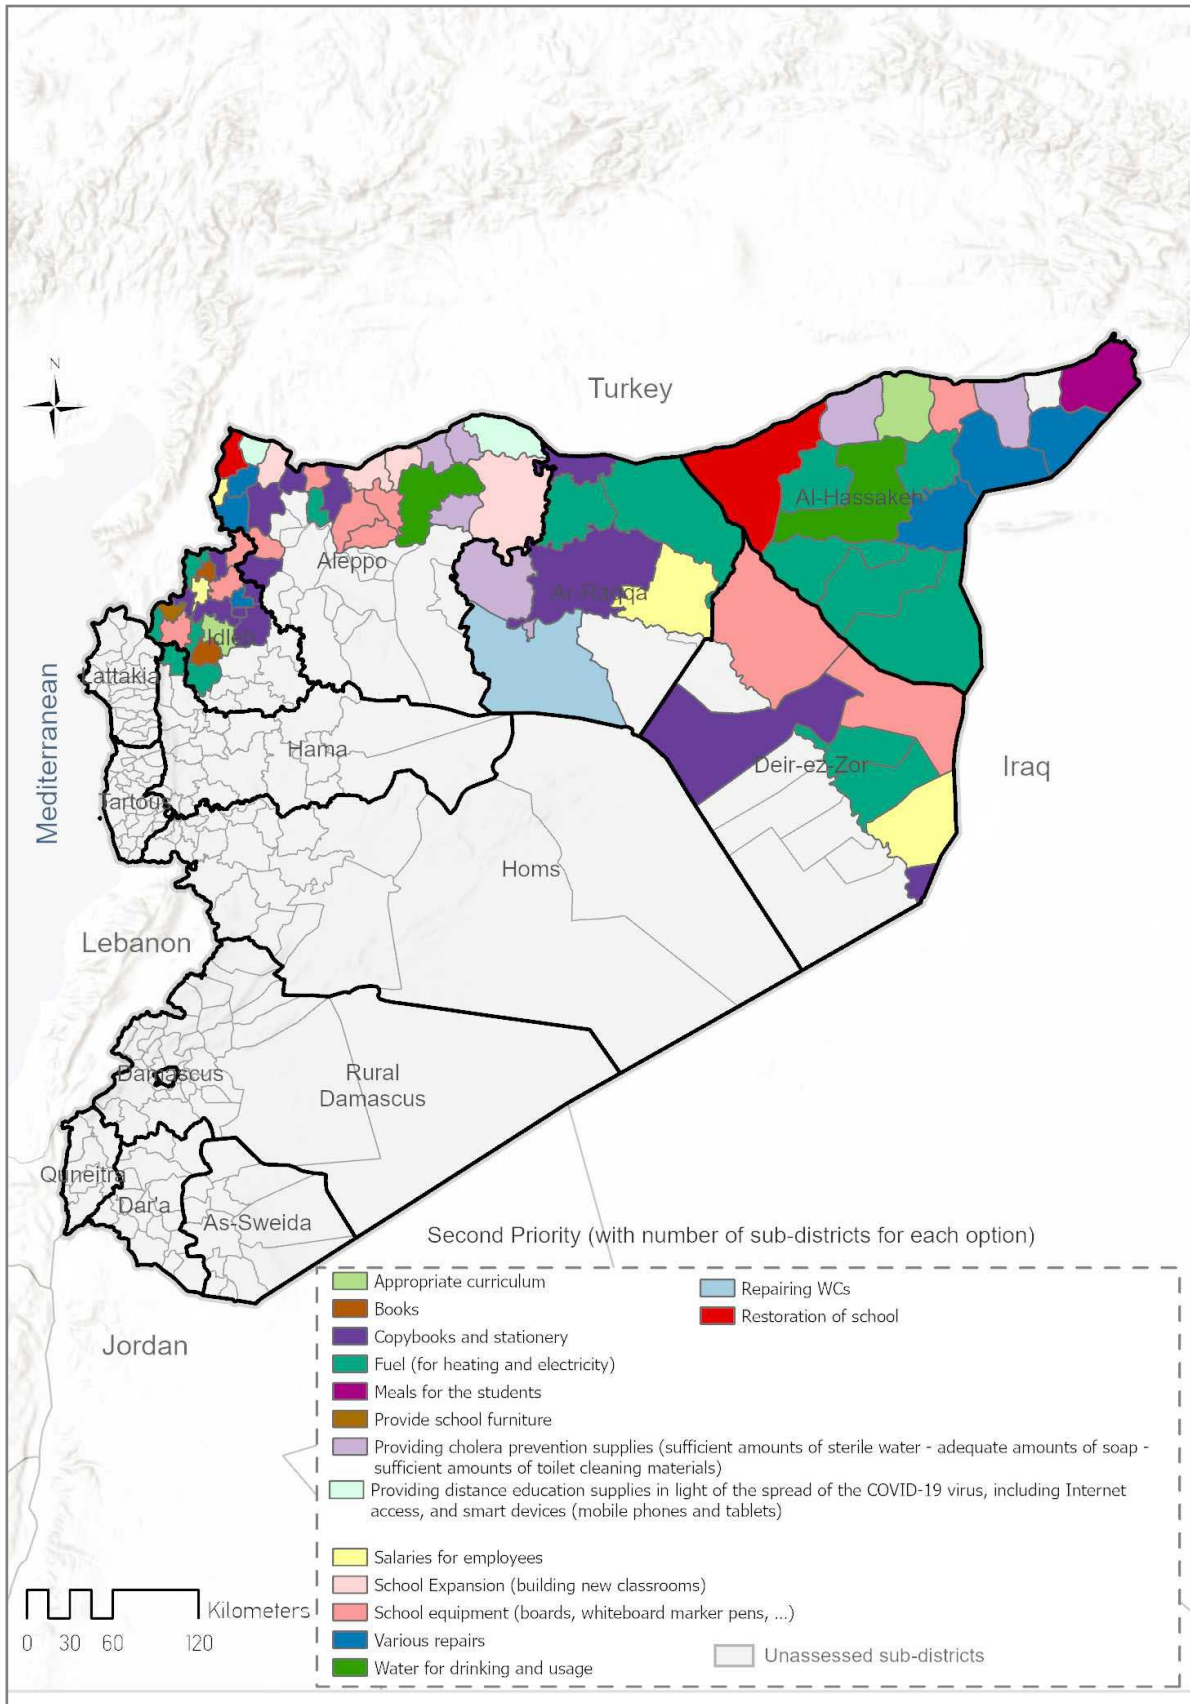 N
Turkey
Al-Hassakeh
Aleppo
Ar-Raqqa
Idleb
Lattakia
Mediterranean
Hama
Deir-ez-Zor
Iraq
Tartous
Homs
Lebanon
Damascus
Rural
Damascus
Quneitra
Dar'a
As-Sweida
Jordan
Second Priority (with number of sub-districts for each option)
Appropriate curriculum
Books
Copybooks and stationery
Fuel (for heating and electricity)
Meals for the students
Provide school furniture
Providing cholera prevention supplies (sufficient amounts of sterile water - adequate amounts of soap -
sufficient amounts of toilet cleaning materials)
Providing distance education supplies in light of the spread of the COVID-19 virus, including Internet
access, and smart devices (mobile phones and tablets)
Salaries for employees
School Expansion (building new classrooms)
School equipment (boards, whiteboard marker pens, ...)
Various repairs
Water for drinking and usage
Repairing WCs
Restoration of school
Unassessed sub-districts
Kilometers
0 30 60 120